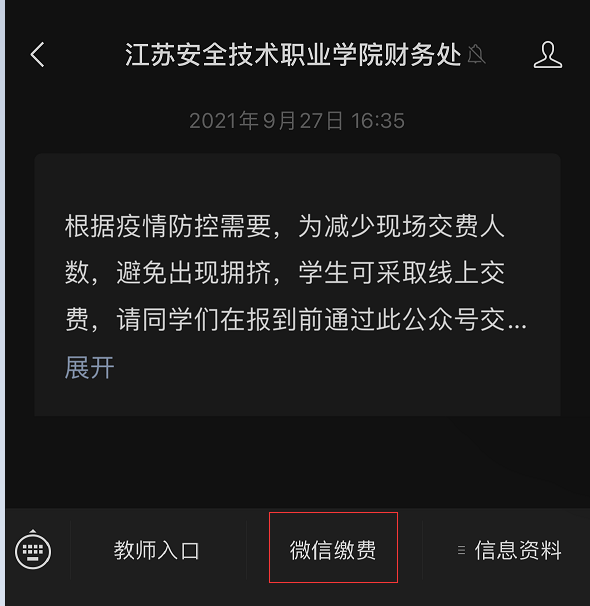 江苏安全技术职业学院财务处
2021年9月27日 16:35
根据疫情防控需要，为减少现场交费人
数，避免出现拥挤，学生可采取线上交
费，请同学们在报到前通过此公众号交...
展开
教师入口 微信缴费 信息资料